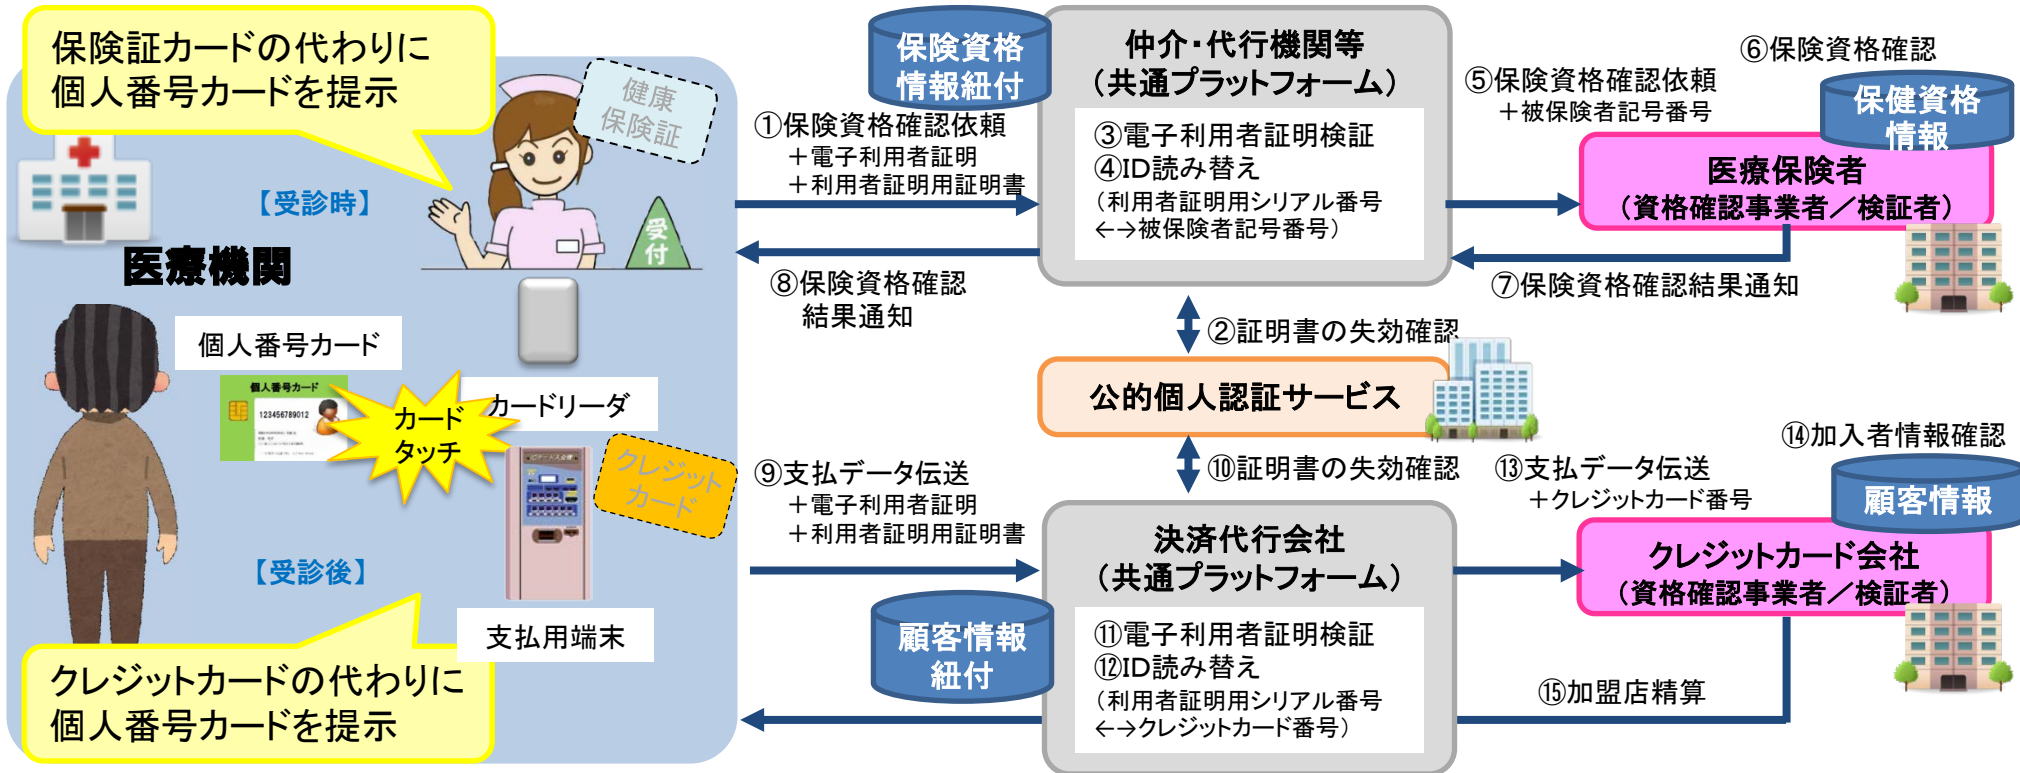 保険証カードの代わりに
個人番号カードを提示
健康
保険証
【受診時】
受
付
医療機関
個人番号カード
個人番号カード
123456789012
カード
タッチ
カードリーダ
クレジット
カード
【受診後】
支払用端末
クレジットカードの代わりに
個人番号カードを提示
①保険資格確認依頼
＋電子利用者証明
＋利用者証明用証明書
⑧保険資格確認
結果通知
保険資格
情報紐付
仲介・代行機関等
（共通プラットフォーム）
③電子利用者証明検証
④ID読み替え
（利用者証明用シリアル番号
←→被保険者記号番号）
⑤保険資格確認依頼
＋被保険者記号番号
⑥保険資格確認
保健資格
情報
医療保険者
（資格確認事業者／検証者）
⑦保険資格確認結果通知
②証明書の失効確認
公的個人認証サービス
⑩証明書の失効確認
⑨支払データ伝送
＋電子利用者証明
＋利用者証明用証明書
顧客情報
紐付
決済代行会社
（共通プラットフォーム）
⑪電子利用者証明検証
⑫ID読み替え
（利用者証明用シリアル番号
←→クレジットカード番号）
⑬支払データ伝送
＋クレジットカード番号
⑭加入者情報確認
顧客情報
クレジットカード会社
（資格確認事業者／検証者）
⑮加盟店精算